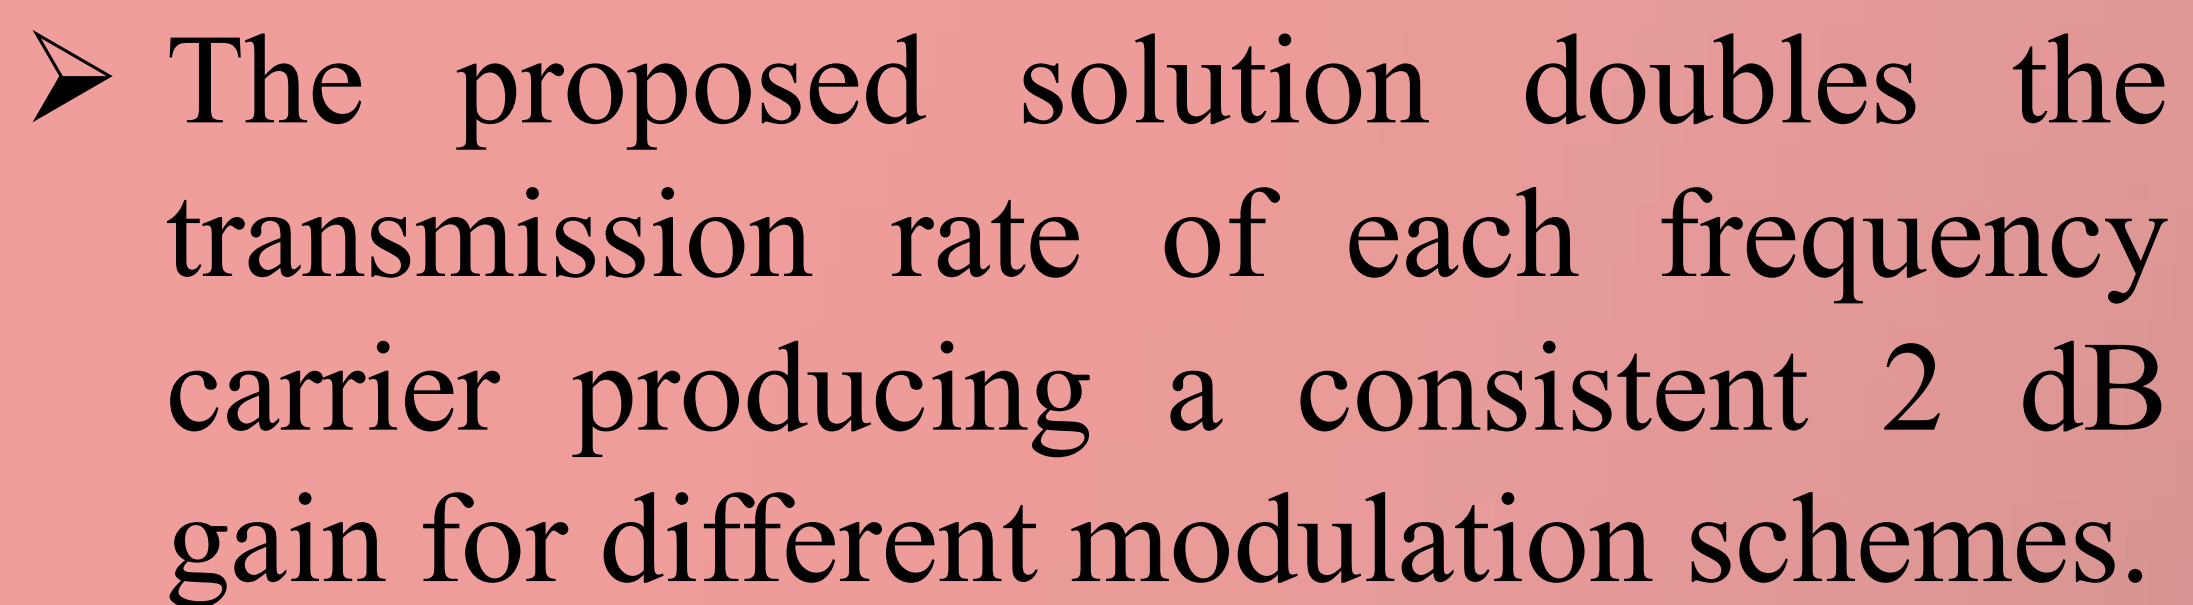 ➢ The proposed solution doubles the
transmission rate of each frequency
carrier producing a consistent 2 dB
gain for different modulation schemes.